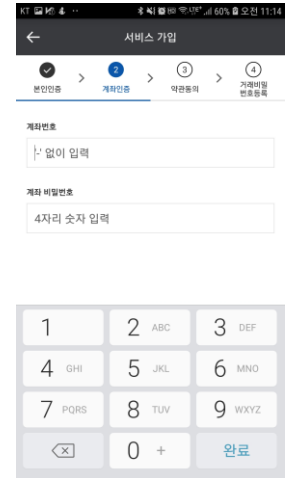 KT 60% 오전 11:14
서비스 가입
2 3 4
본인인증 계좌인증 약관동의 거래비밀
번호등록
계좌번호
'-' 없이 입력
계좌 비밀번호
4자리 숫자 입력
1 2 ABC 3 DEF
4 GHI 5 JKL 6 MNO
7 PQRS 8 TUV 9 WXYZ
0 + 완료